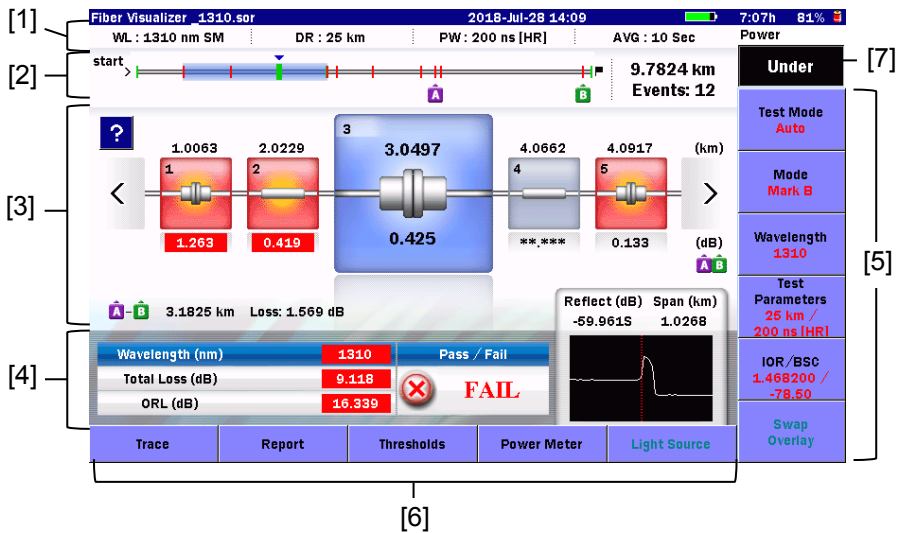 Fiber Visualizer _1310.sor 2018-Jul-28 14:09 7:07h 81%
[1]
WL : 1310 nm SM DR : 25 km PW : 200 ns [HR] AVG : 10 Sec Power
[2]
start
9.7824 km
Events: 12
A B
Under
[7]
[3]
?
1.0063 2.0229 3 3.0497 4.0662 4.0917 (km)
1 2 4 5
< >
1.263 0.419 0.425 **.*** 0.133 (dB)
A B
A - B 3.1825 km Loss: 1.569 dB
Reflect (dB) Span (km)
-59.961S 1.0268
[4]
Wavelength (nm) 1310 Pass / Fail
Total Loss (dB) 9.118 FAIL
ORL (dB) 16.339
Test Mode
Auto
Mode
Mark B
Wavelength
1310
[5]
Test
Parameters
25 km /
200 ns [HR]
IOR/BSC
1.468200 /
-78.50
Swap
Overlay
Trace Report Thresholds Power Meter Light Source
[6]